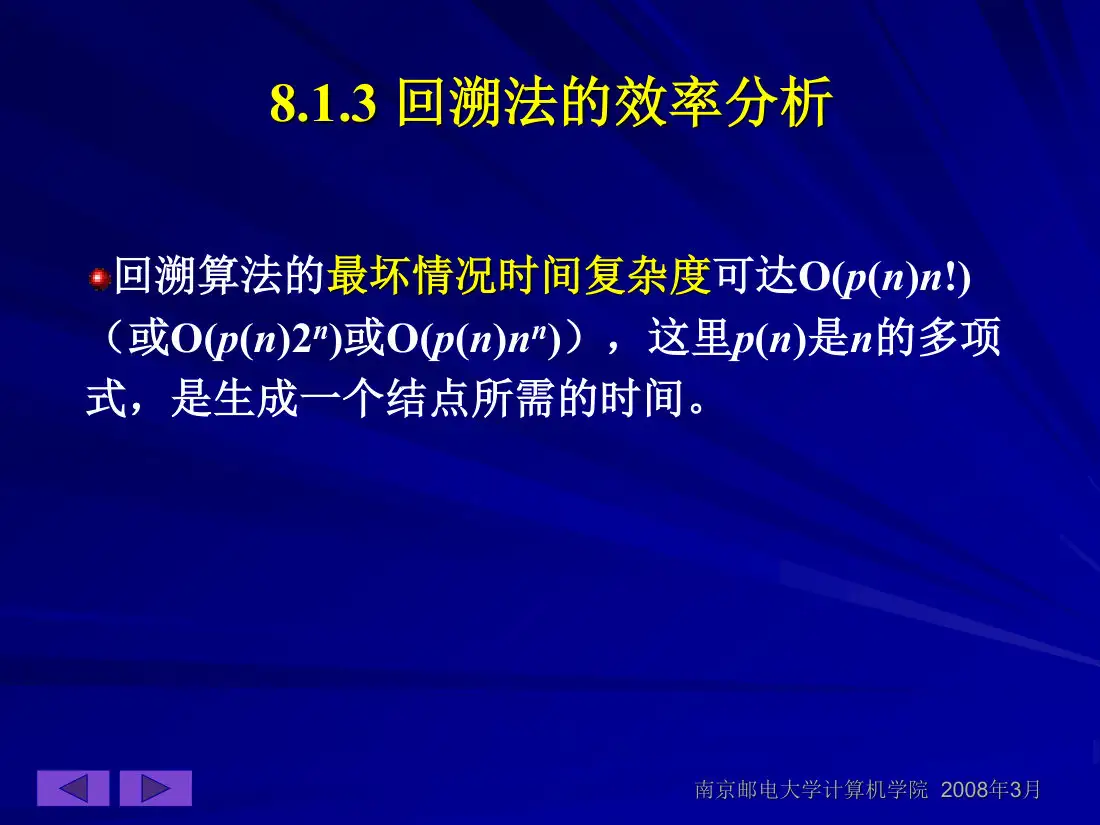 8.1.3 回溯法的效率分析
回溯算法的最坏情况时间复杂度可达O(p(n)n!)
（或O(p(n)2ⁿ)或O(p(n)nⁿ)），这里p(n)是n的多项
式，是生成一个结点所需的时间。
南京邮电大学计算机学院 2008年3月